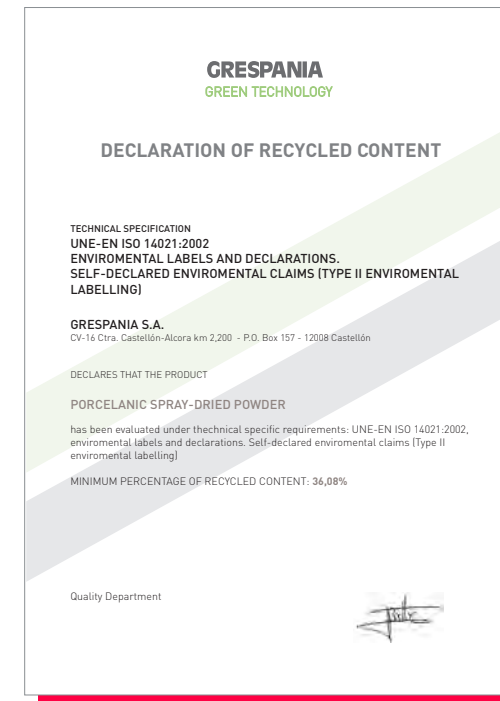 GRESPANIA
GREEN TECHNOLOGY
DECLARATION OF RECYCLED CONTENT
TECHNICAL SPECIFICATION
UNE-EN ISO 14021:2002
ENVIROMENTAL LABELS AND DECLARATIONS.
SELF-DECLARED ENVIROMENTAL CLAIMS (TYPE II ENVIROMENTAL
LABELLING)
GRESPANIA S.A.
CV-16 Ctra. Castellón-Alcora km 2,200 - P.O. Box 157 - 12008 Castellón
DECLARES THAT THE PRODUCT
PORCELANIC SPRAY-DRIED POWDER
has been evaluated under thechnical specific requirements: UNE-EN ISO 14021:2002,
enviromental labels and declarations. Self-declared enviromental claims (Type II
enviromental labelling)
MINIMUM PERCENTAGE OF RECYCLED CONTENT: 36,08%
Quality Department